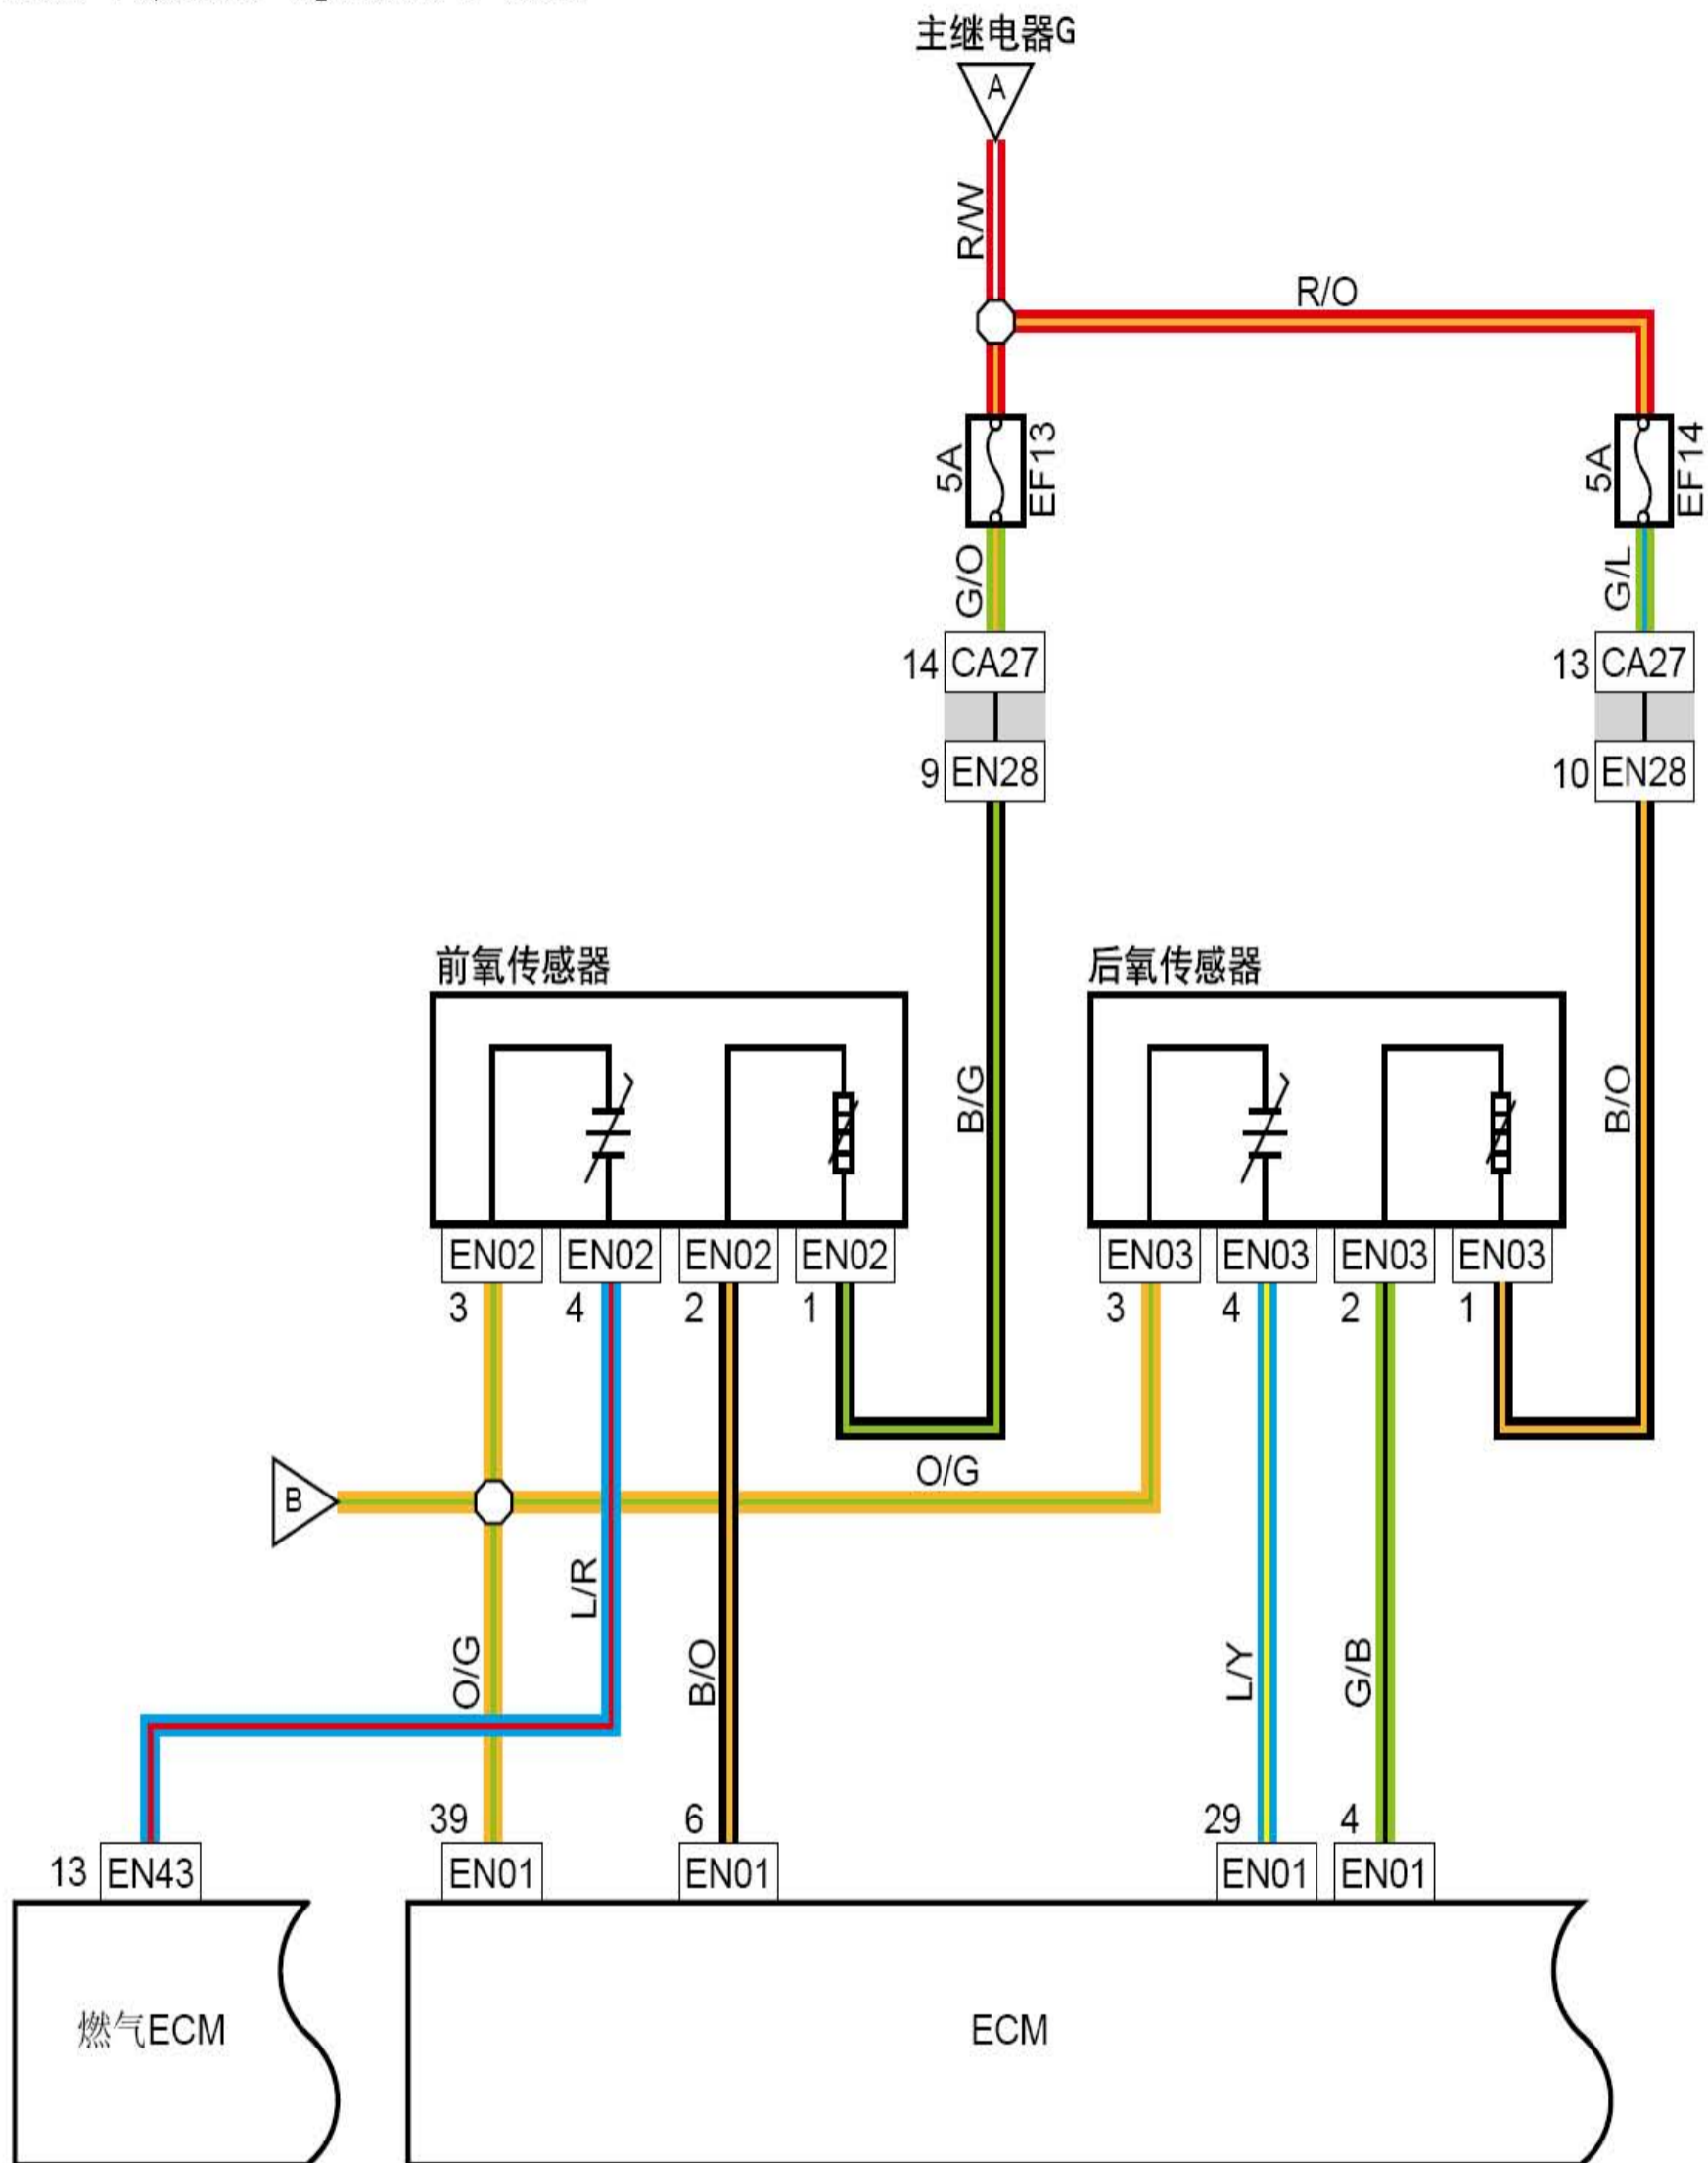 主继电器G
A
R/W
R/O
5A
EF13
5A
EF14
G/O
G/L
14 CA27
13 CA27
9 EN28
10 EN28
前氧传感器
后氧传感器
B/G
B/O
EN02 EN02 EN02 EN02
EN03 EN03 EN03 EN03
3 4 2 1
3 4 2 1
O/G
B
L/R
O/G
B/O
L/Y
G/B
39 6 29 4
13 EN43
EN01 EN01 EN01 EN01
燃气ECM
ECM